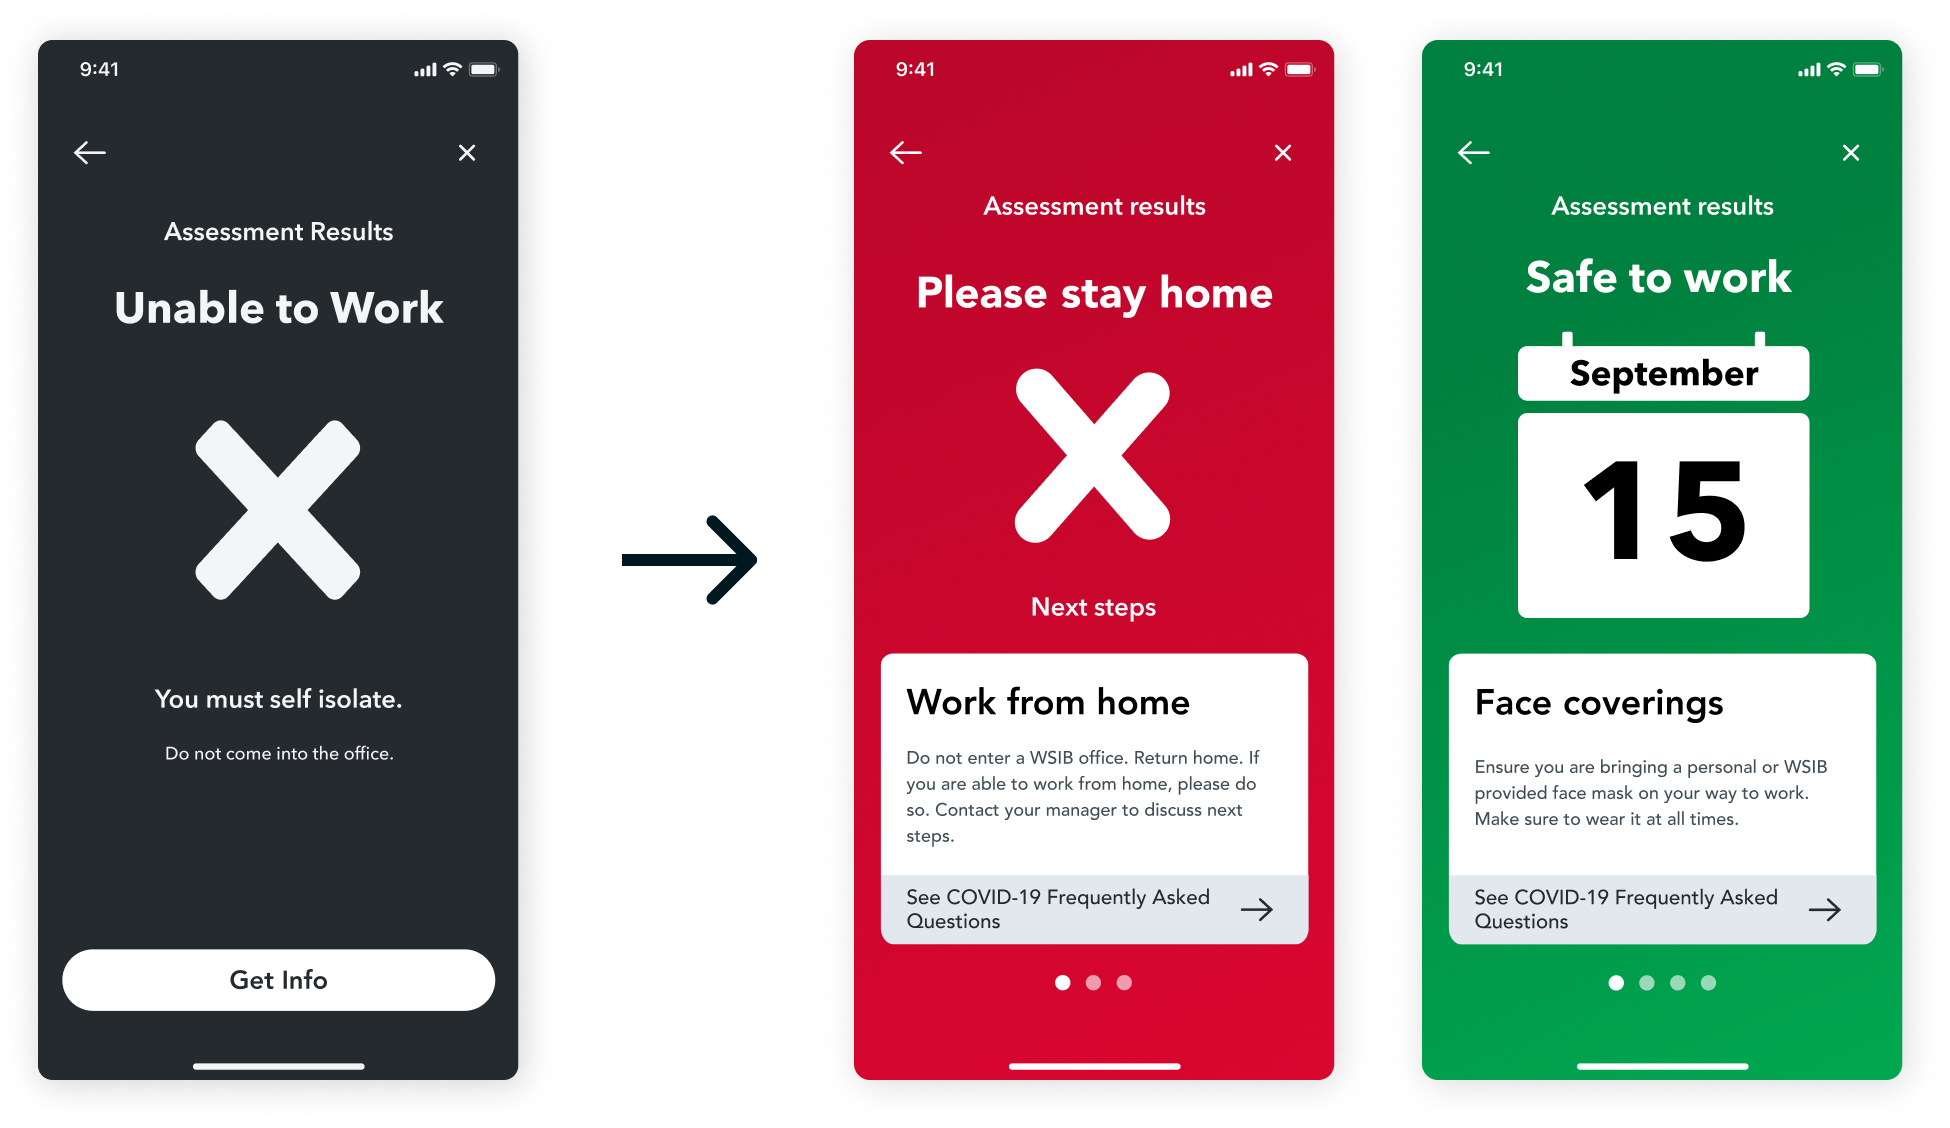 9:41
Assessment Results
Unable to Work
You must self isolate.
Do not come into the office.
Get Info
9:41
Assessment results
Please stay home
Next steps
Work from home
Do not enter a WSIB office. Return home. If
you are able to work from home, please do
so. Contact your manager to discuss next
steps.
See COVID-19 Frequently Asked
Questions
9:41
Assessment results
Safe to work
September
15
Face coverings
Ensure you are bringing a personal or WSIB
provided face mask on your way to work.
Make sure to wear it at all times.
See COVID-19 Frequently Asked
Questions